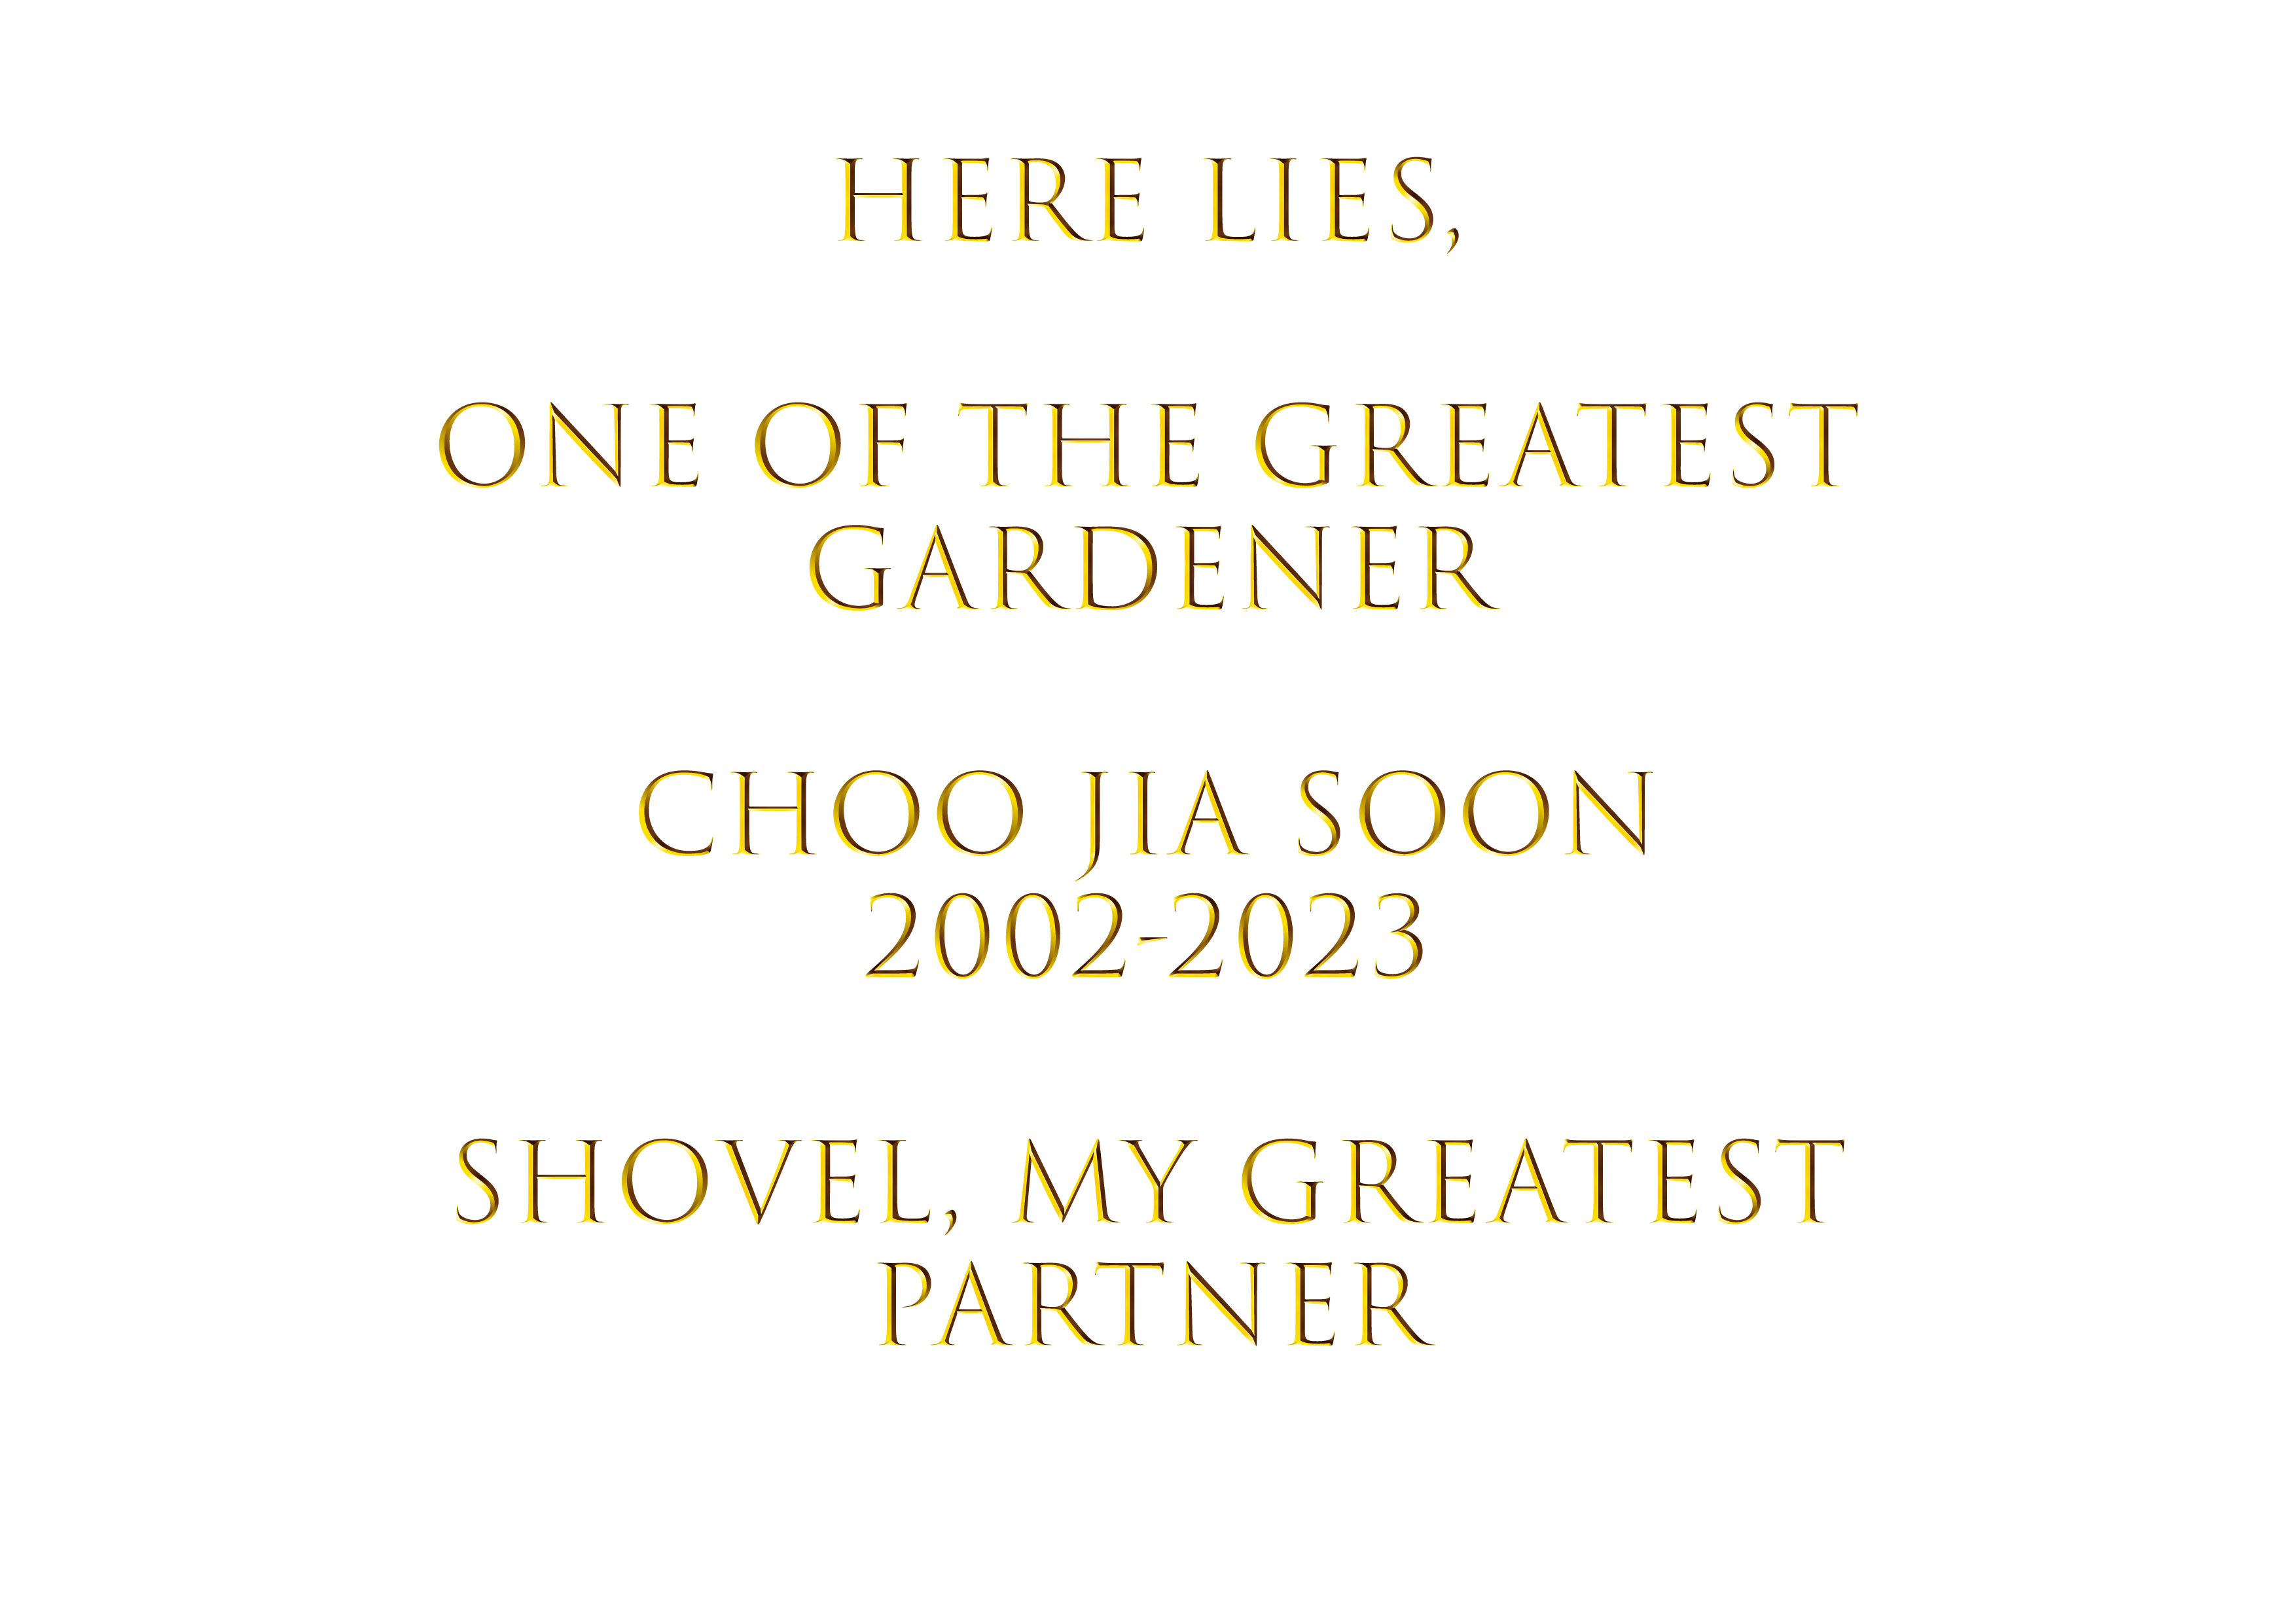 HERE LIES,
ONE OF THE GREATEST
GARDENER
CHOO JIA SOON
2002-2023
SHOVEL, MY GREATEST
PARTNER